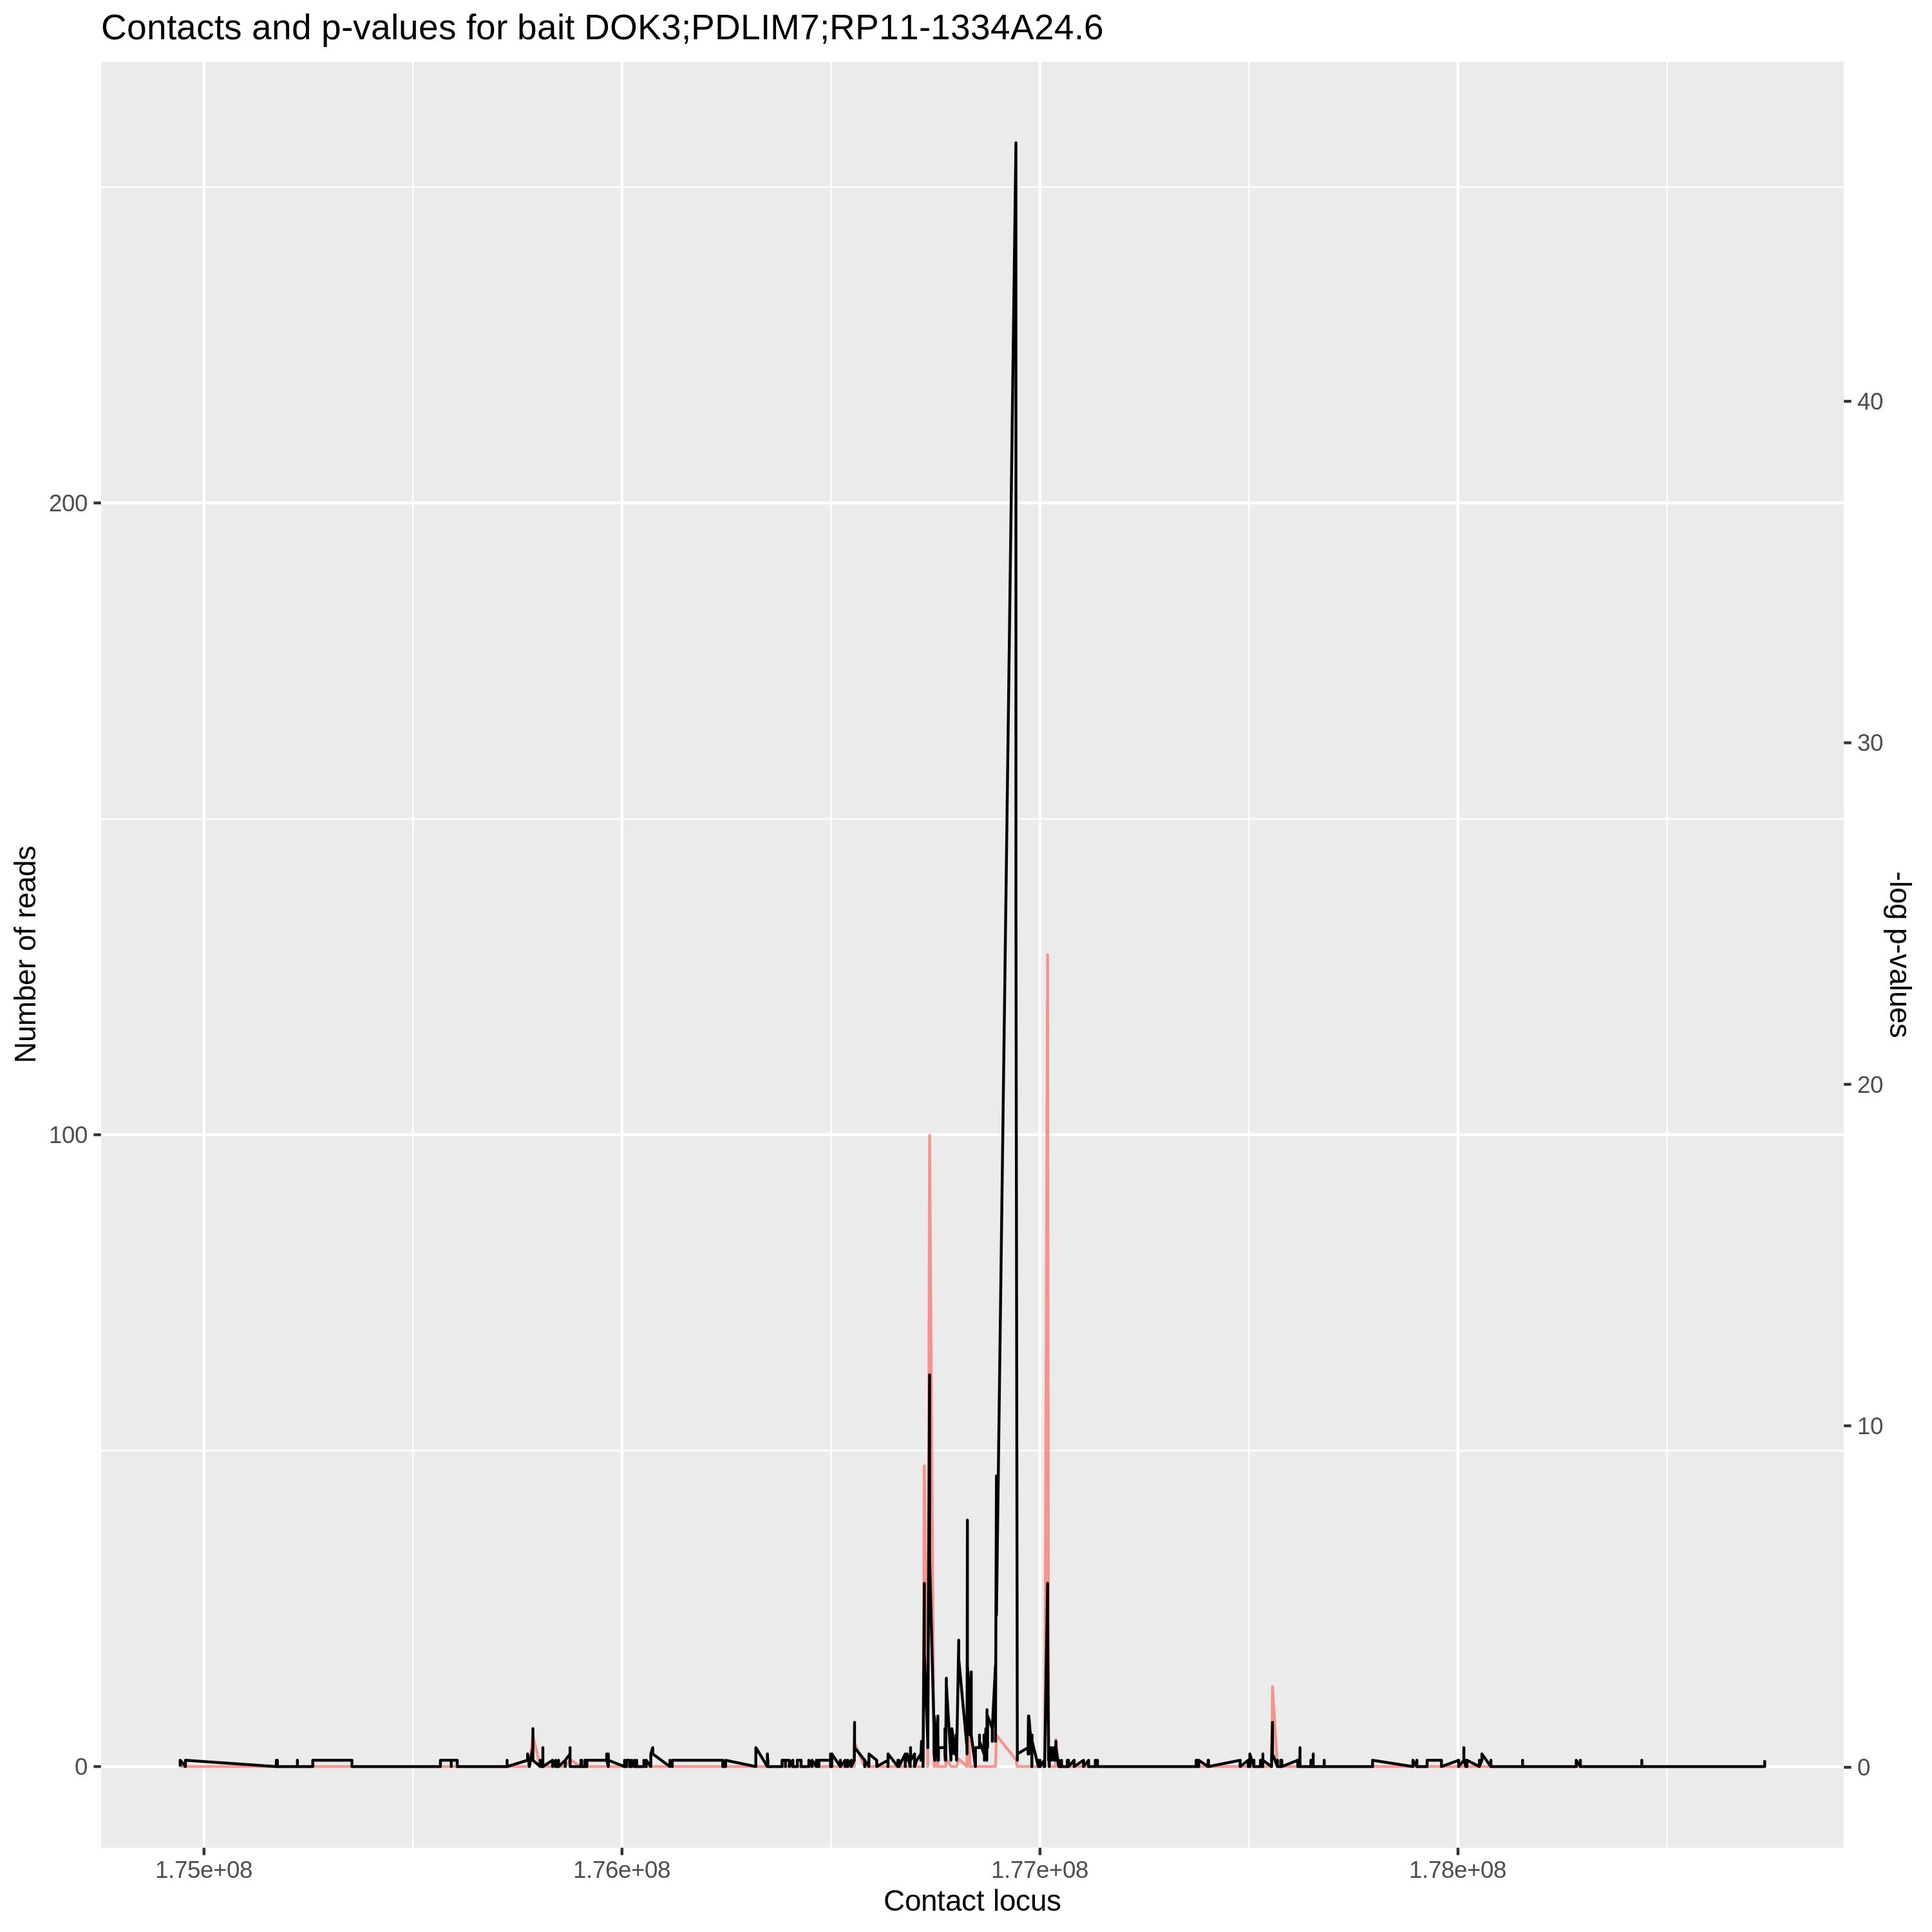 Contacts and p-values for bait DOK3;PDLIM7;RP11-1334A24.6
Number of reads
200
100
0
40
30
20
10
0
-log p-values
1.75e+08
1.76e+08
1.77e+08
1.78e+08
Contact locus